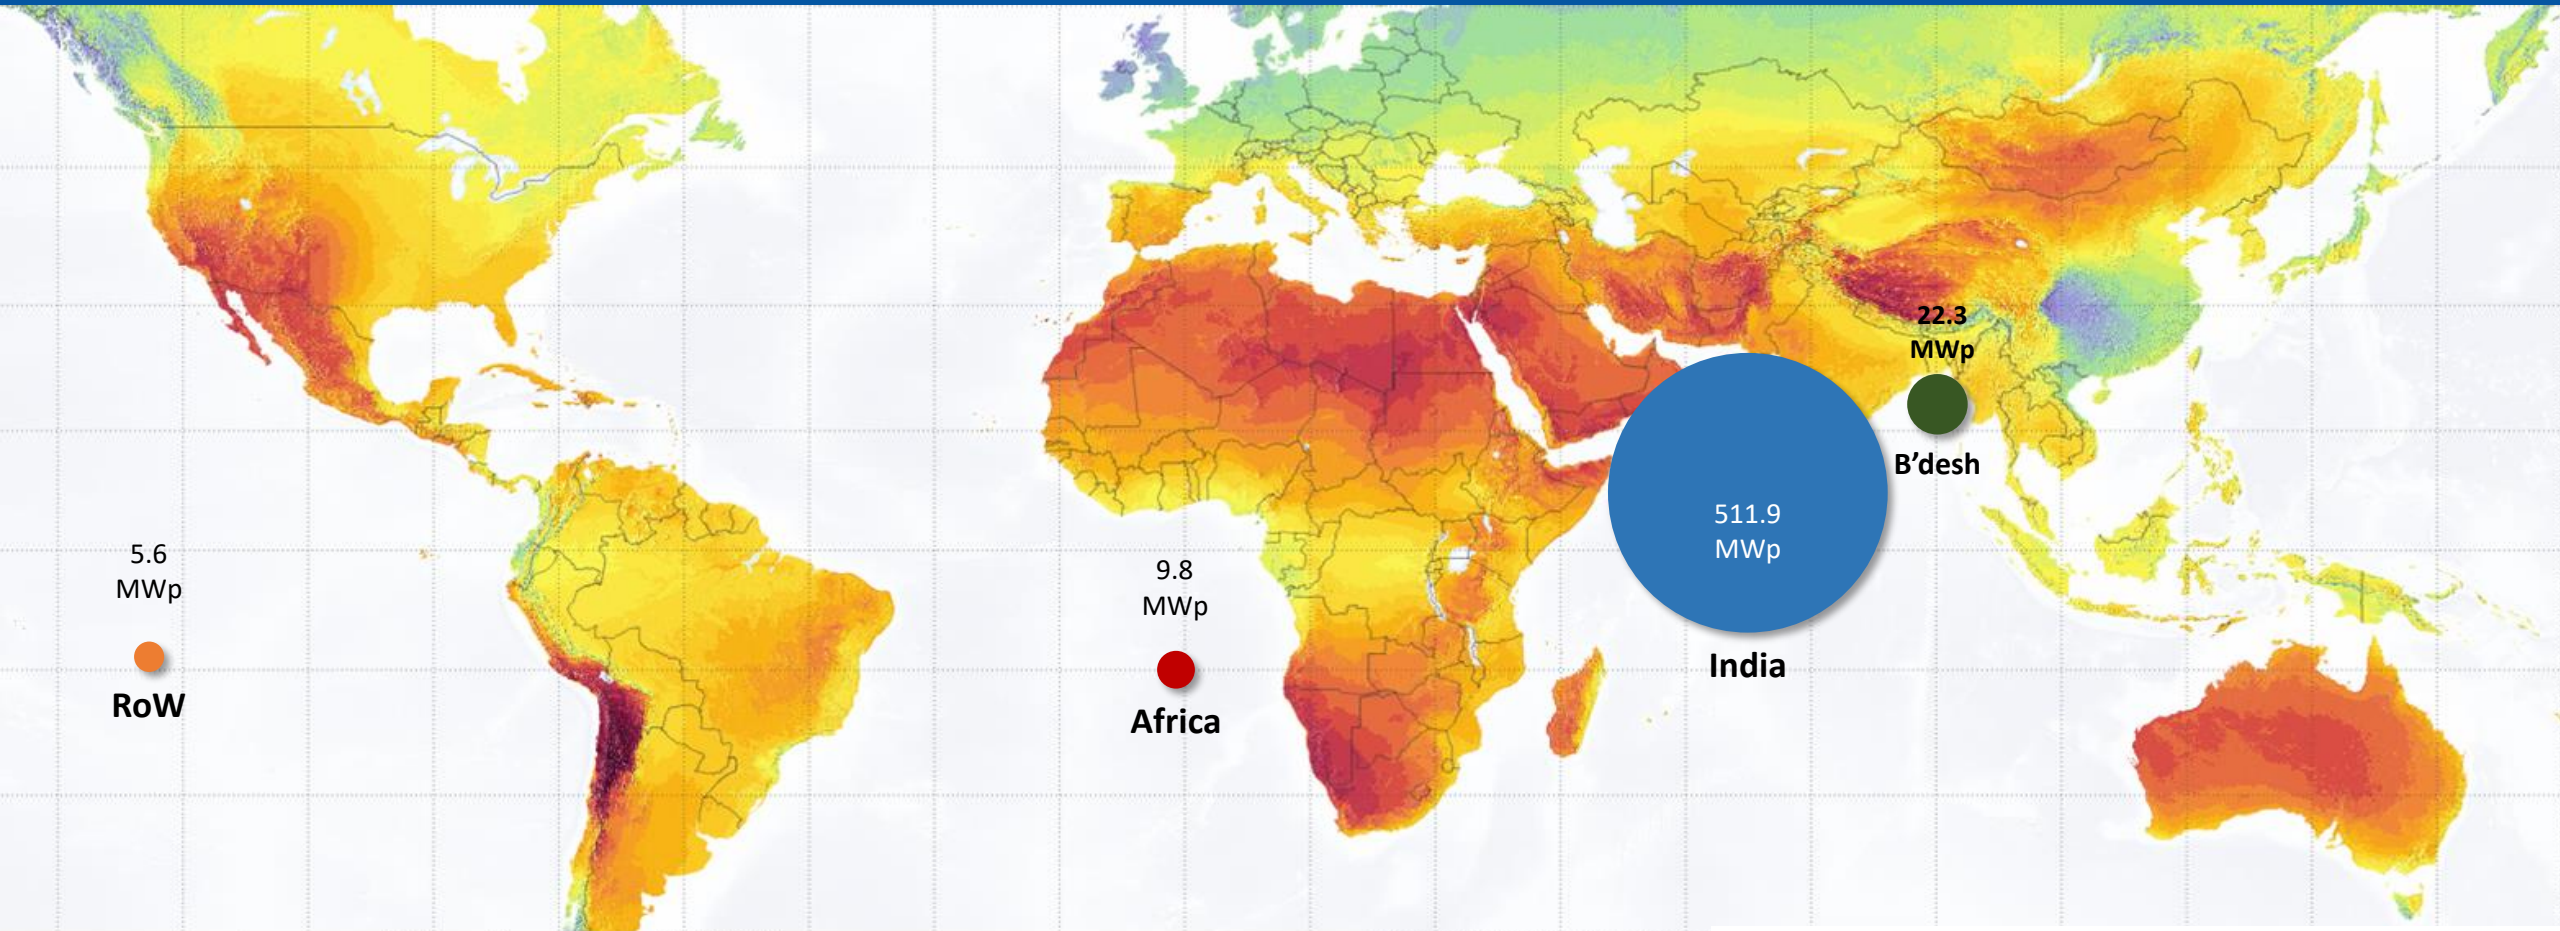 22.3
MWp
B’desh
511.9
MWp
India
5.6
MWp
RoW
9.8
MWp
Africa